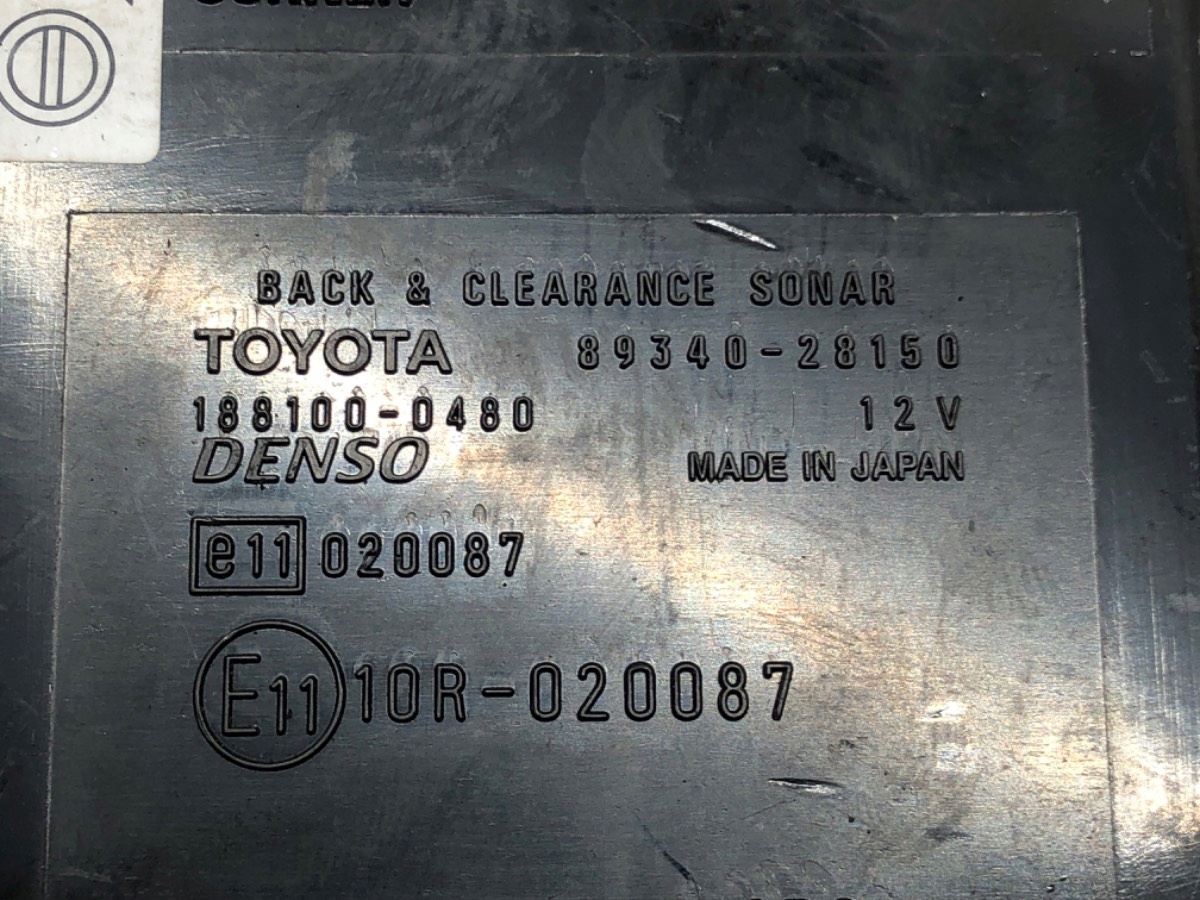 BACK & CLEARANCE SONAR
TOYOTA 89340-28150
188100-0480 12V
DENSO MADE IN JAPAN
e11 020087
E11 10R-020087